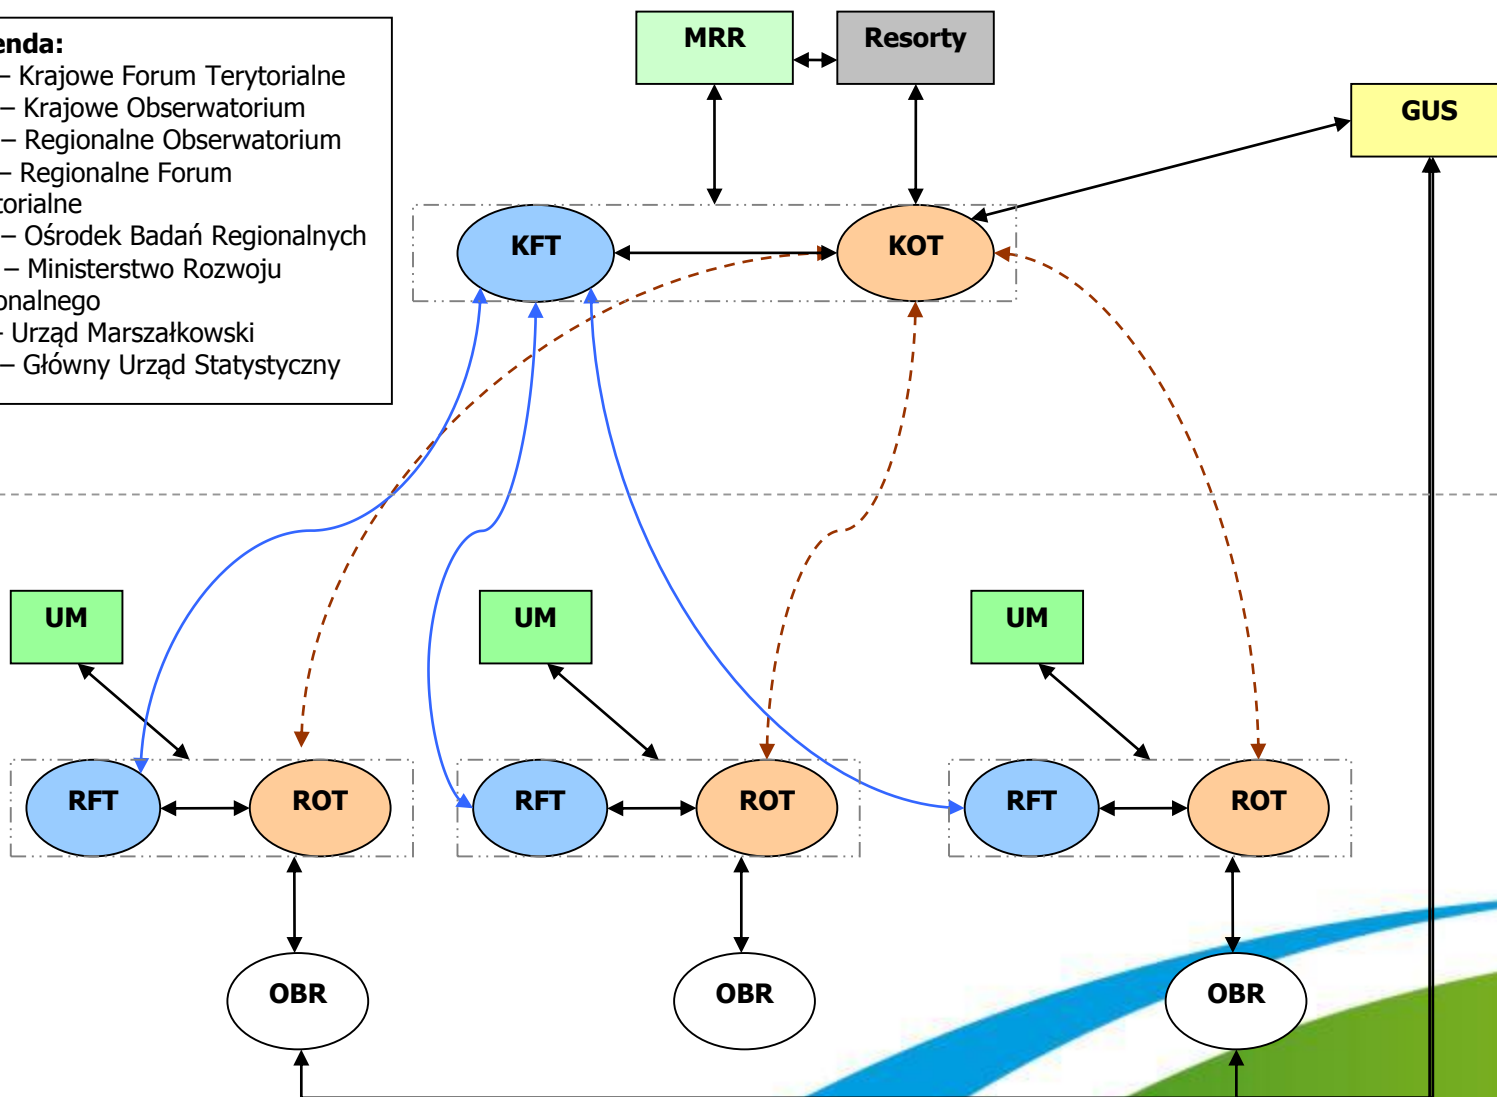 enda:
– Krajowe Forum Terytorialne
– Krajowe Obserwatorium
– Regionalne Obserwatorium
– Regionalne Forum
torialne
– Ośrodek Badań Regionalnych
– Ministerstwo Rozwoju
onalnego
- Urząd Marszałkowski
– Główny Urząd Statystyczny
MRR
Resorty
GUS
KFT
KOT
UM
UM
UM
RFT
ROT
RFT
ROT
RFT
ROT
OBR
OBR
OBR